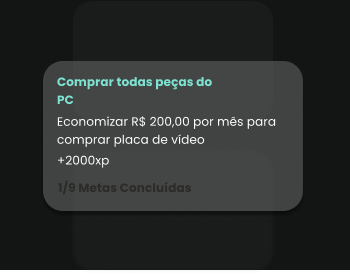 Comprar todas peças do
PC
Economizar R$ 200,00 por mês para
comprar placa de vídeo
+2000xp
1/9 Metas Concluídas